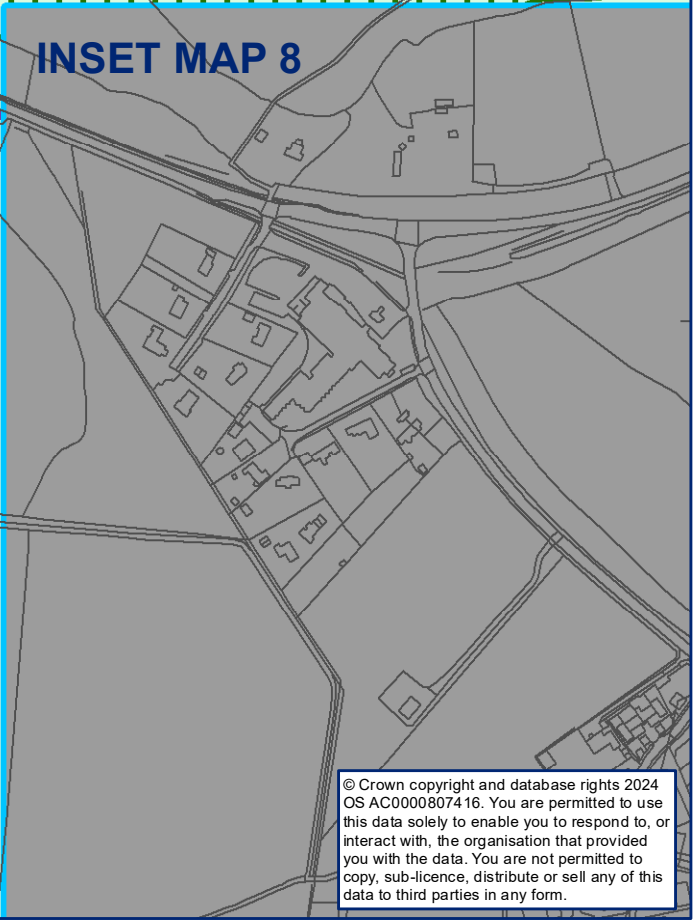 INSET MAP 8
© Crown copyright and database rights 2024
OS AC0000807416. You are permitted to use
this data solely to enable you to respond to, or
interact with, the organisation that provided
you with the data. You are not permitted to
copy, sub-licence, distribute or sell any of this
data to third parties in any form.